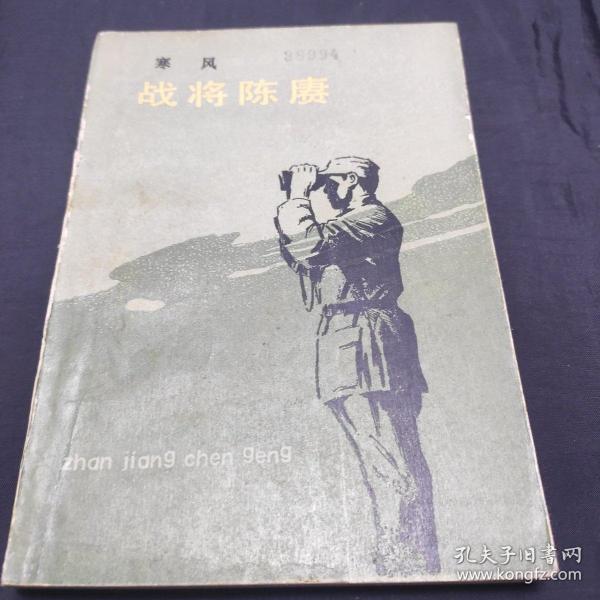 寒风
38994
战将陈赓
zhan jiang chen geng
孔夫子旧书网
www.kongfz.com